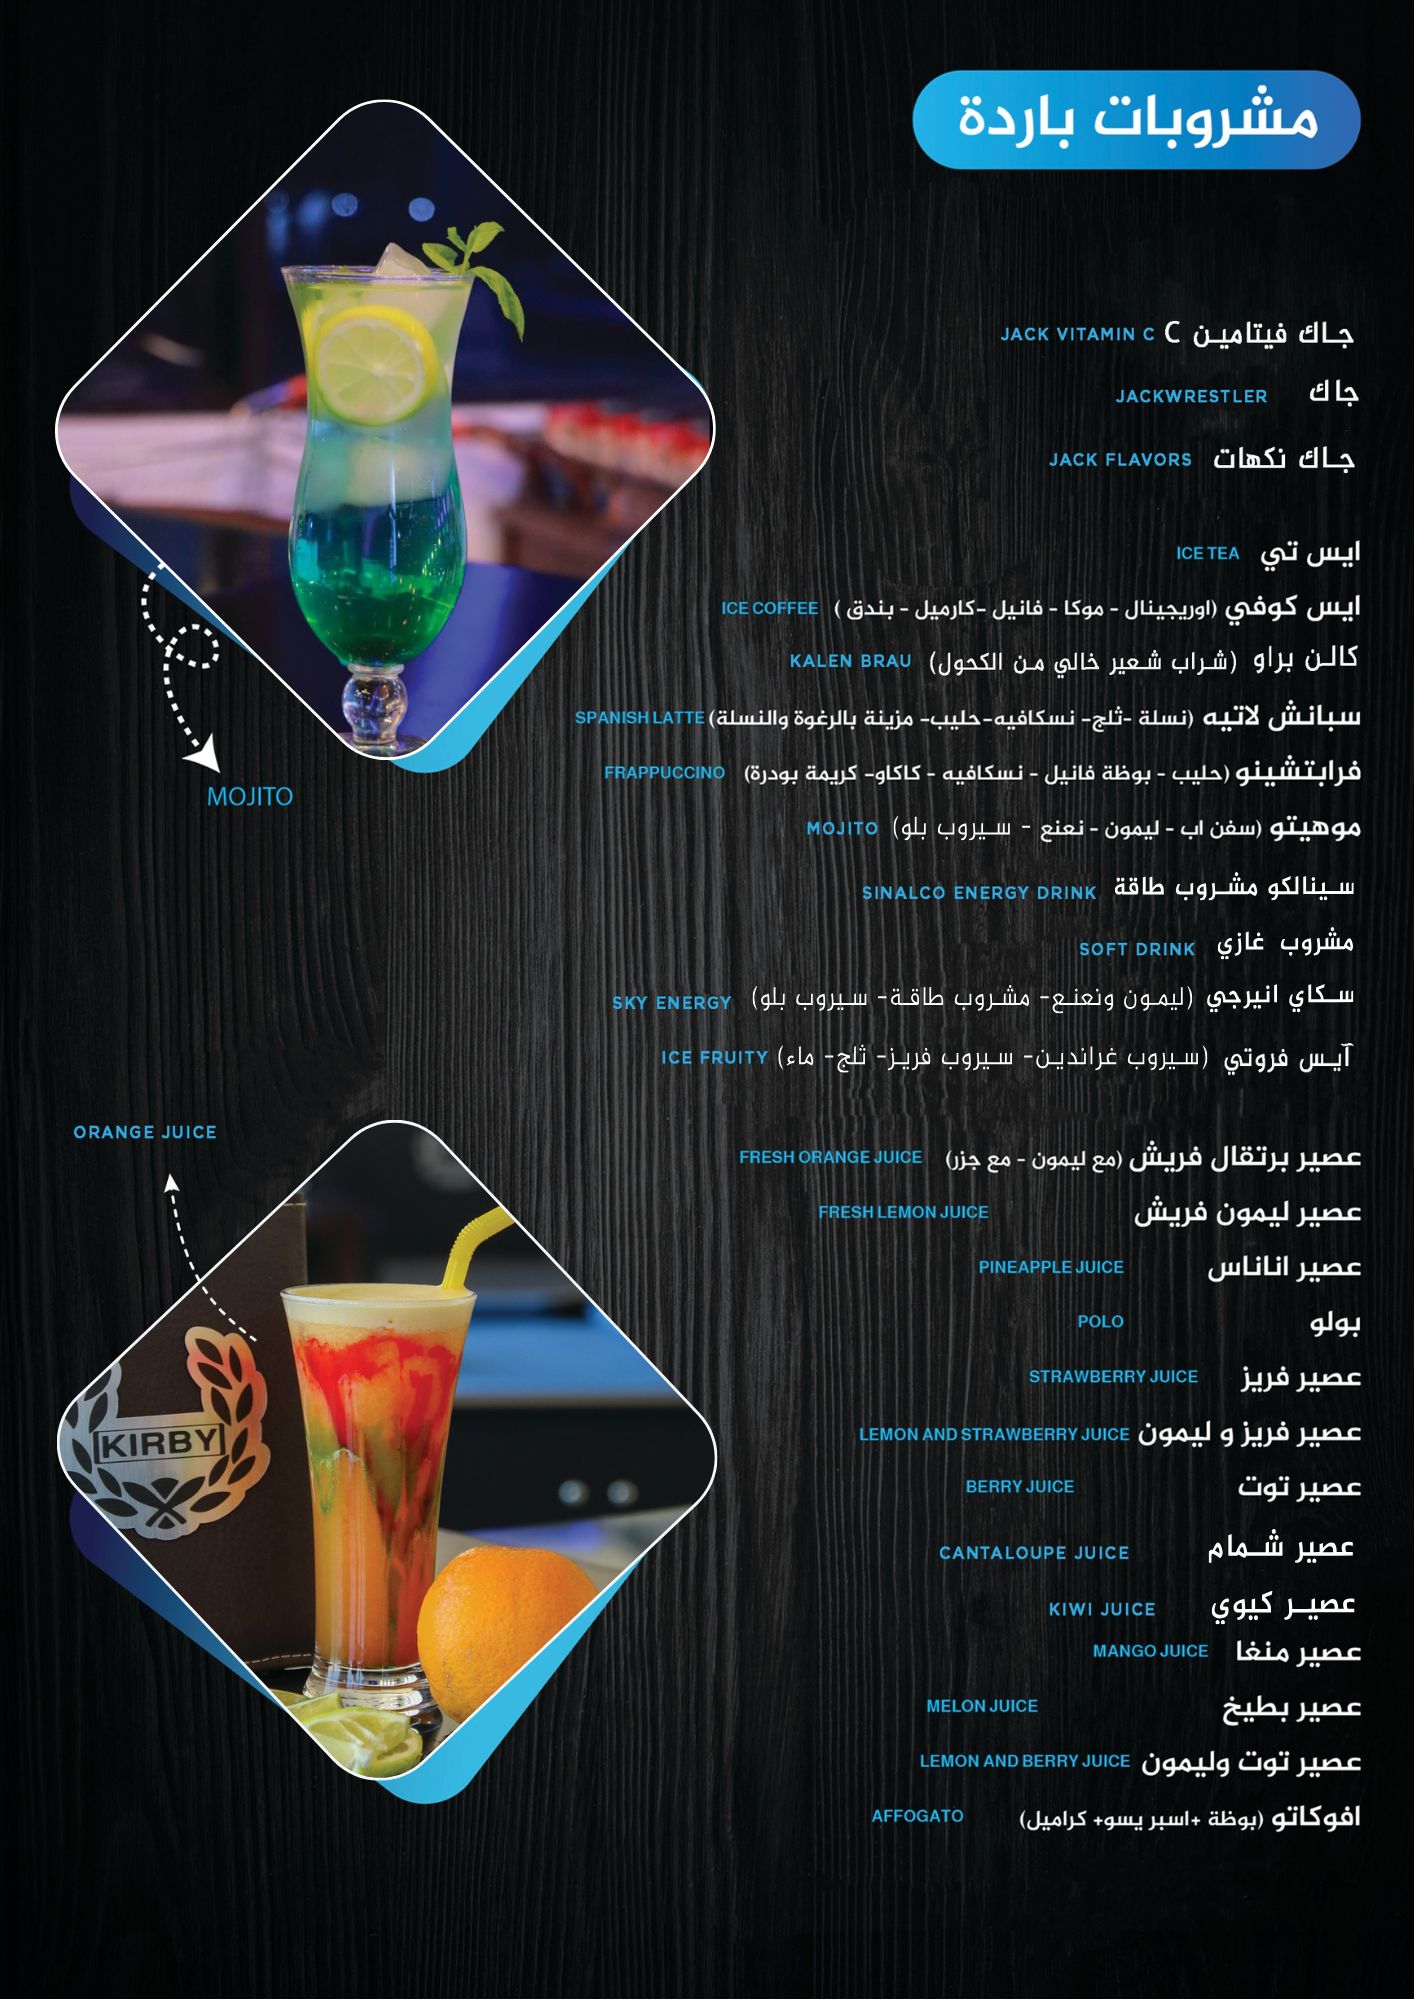 مشروبات باردة
جاك فيتامين C JACK VITAMIN C
جاك JACKWRESTLER
جاك نكهات JACK FLAVORS
ايس تي ICE TEA
ايس كوفي (اوريجينال - موكا - فانيل -كارميل - بندق ) ICE COFFEE
كالن براو (شراب شعير خالي من الكحول) KALEN BRAU
سبانش لاتيه (نسلة -ثلج- نسكافيه-حليب- مزينة بالرغوة والنسلة) SPANISH LATTE
فرابتشينو (حليب - بوظة فانيل - نسكافيه - كاكاو- كريمة بودرة) FRAPPUCCINO
موهيتو (سفن اب - ليمون - نعنع - سيروب بلو) MOJITO
سينالكو مشروب طاقة SINALCO ENERGY DRINK
مشروب غازي SOFT DRINK
سكاي انيرجي (ليمون ونعنع- مشروب طاقة- سيروب بلو) SKY ENERGY
آيس فروتي (سيروب غراندين- سيروب فريز- ثلج- ماء) ICE FRUITY
عصير برتقال فريش (مع ليمون - مع جزر) FRESH ORANGE JUICE
عصير ليمون فريش FRESH LEMON JUICE
عصير اناناس PINEAPPLE JUICE
بولو POLO
عصير فريز STRAWBERRY JUICE
عصير فريز و ليمون LEMON AND STRAWBERRY JUICE
عصير توت BERRY JUICE
عصير شمام CANTALOUPE JUICE
عصير كيوي KIWI JUICE
عصير منغا MANGO JUICE
عصير بطيخ MELON JUICE
عصير توت وليمون LEMON AND BERRY JUICE
افوكاتو (بوظة +اسبر يسو+ كراميل) AFFOGATO
MOJITO
ORANGE JUICE
KIRBY